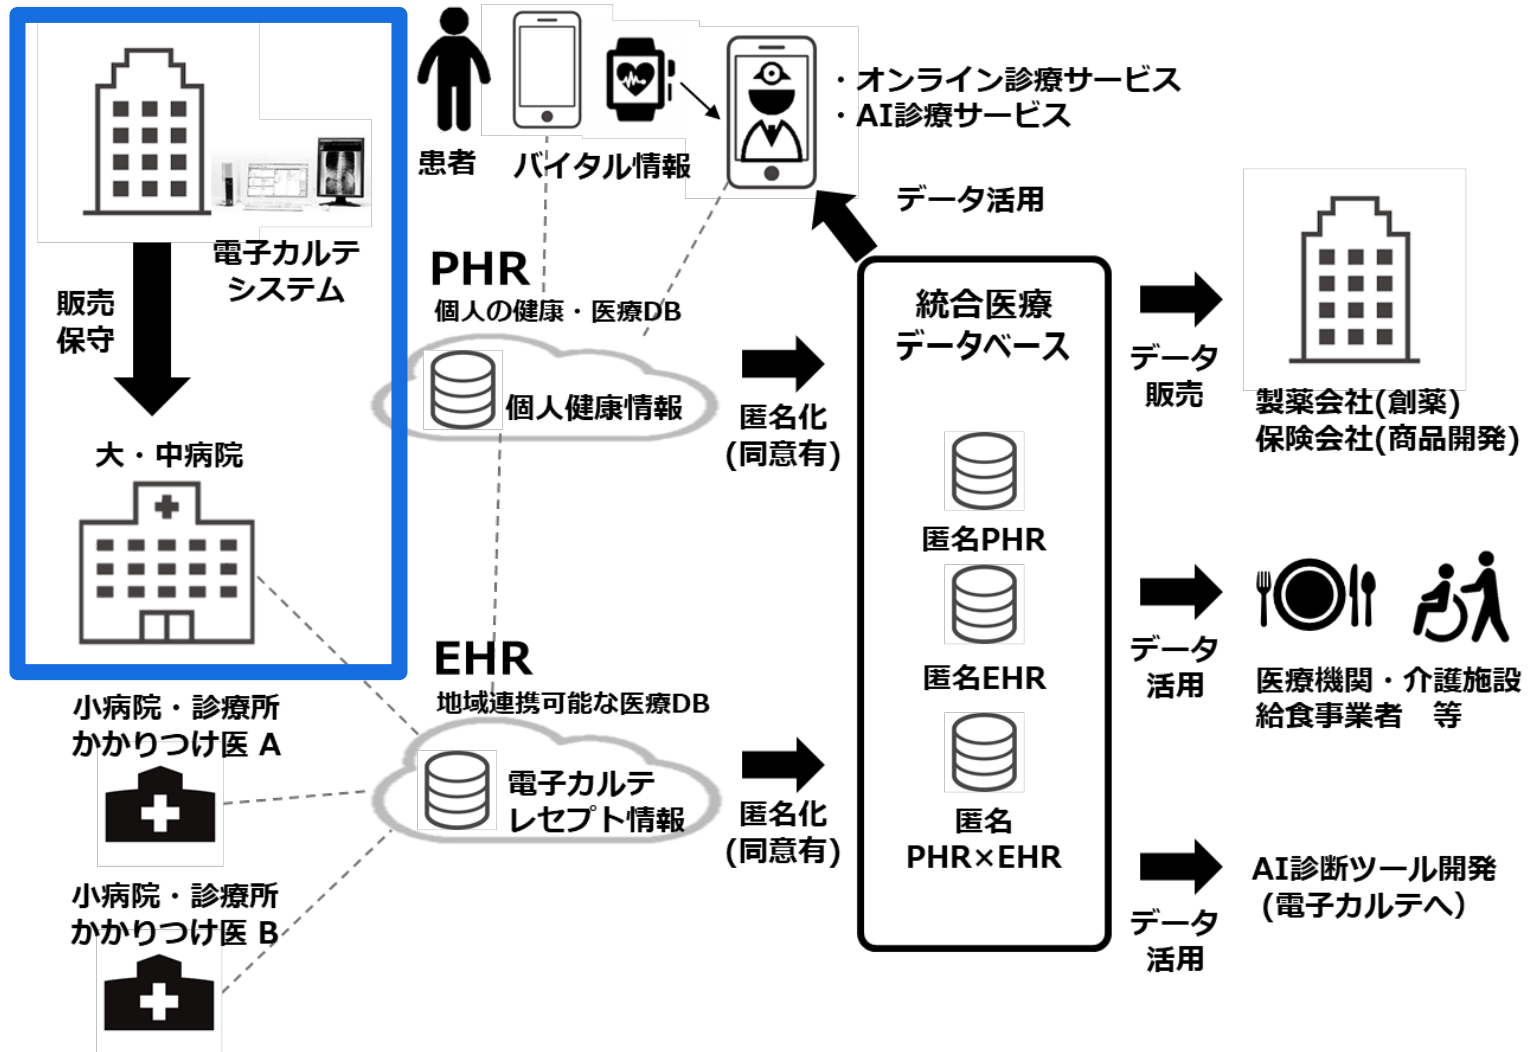 電子カルテ
システム
販売
保守
大・中病院
小病院・診療所
かかりつけ医 A
小病院・診療所
かかりつけ医 B
患者
バイタル情報
・オンライン診療サービス
・AI診療サービス
データ活用
PHR
個人の健康・医療DB
個人健康情報
匿名化
(同意有)
EHR
地域連携可能な医療DB
電子カルテ
レセプト情報
匿名化
(同意有)
統合医療
データベース
匿名PHR
匿名EHR
匿名
PHR×EHR
データ
販売
製薬会社(創薬)
保険会社(商品開発)
データ
活用
医療機関・介護施設
給食事業者　等
データ
活用
AI診断ツール開発
(電子カルテへ)